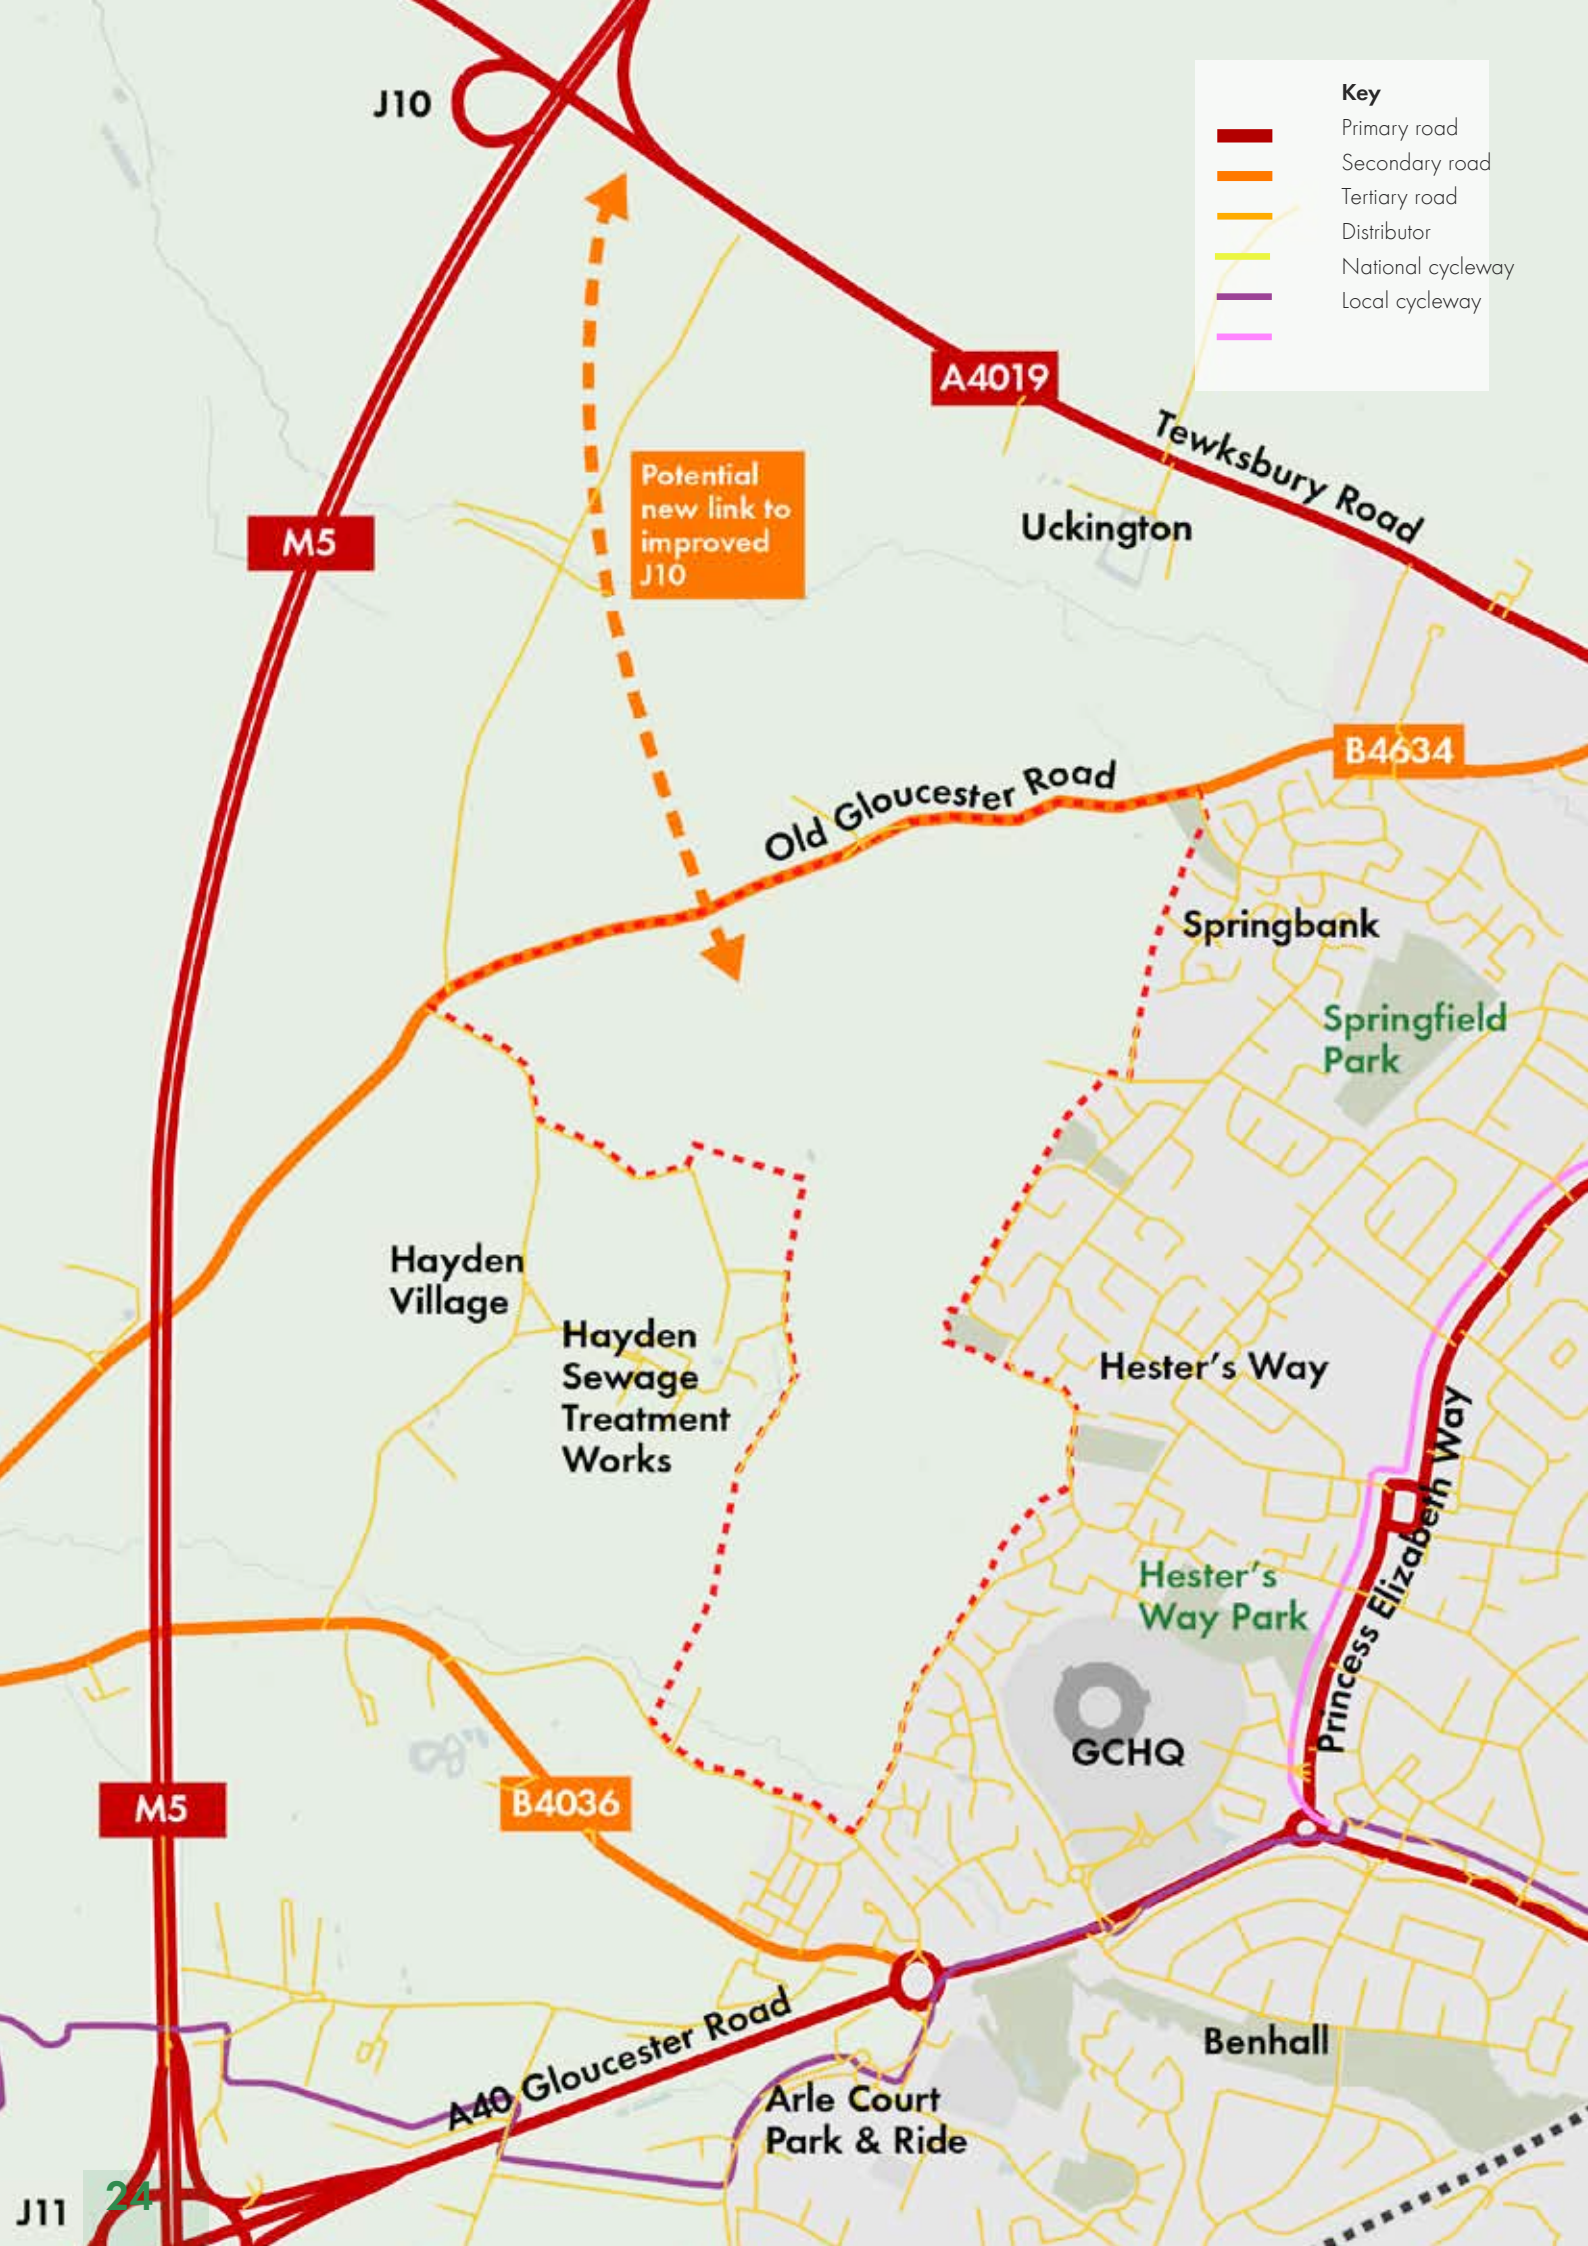 J10
Key
Primary road
Secondary road
Tertiary road
Distributor
National cycleway
Local cycleway
A4019
Tewksbury Road
Potential
new link to
improved
J10
M5
Uckington
B4634
Old Gloucester Road
Springbank
Springfield
Park
Hayden
Village
Hayden
Sewage
Treatment
Works
Hester's Way
Princess Elizabeth Way
Hester's
Way Park
GCHQ
M5
B4036
A40 Gloucester Road
Benhall
Arle Court
Park & Ride
J11
24